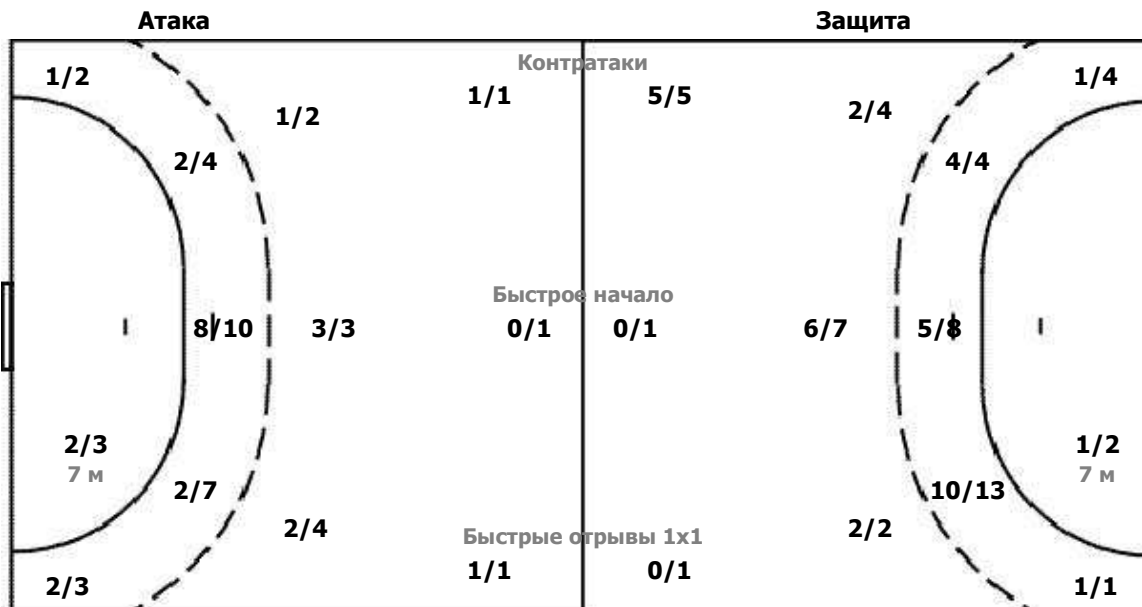 Атака Защита
Контратаки
1/2 1/1 5/5 1/4
1/2 2/4
2/4 4/4
Быстрое начало
8/10 3/3 0/1 0/1 6/7 5/8
2/3 1/2
7 м 7 м
2/7 10/13
2/4 2/2
Быстрые отрывы 1х1
1/1 0/1
2/3 1/1